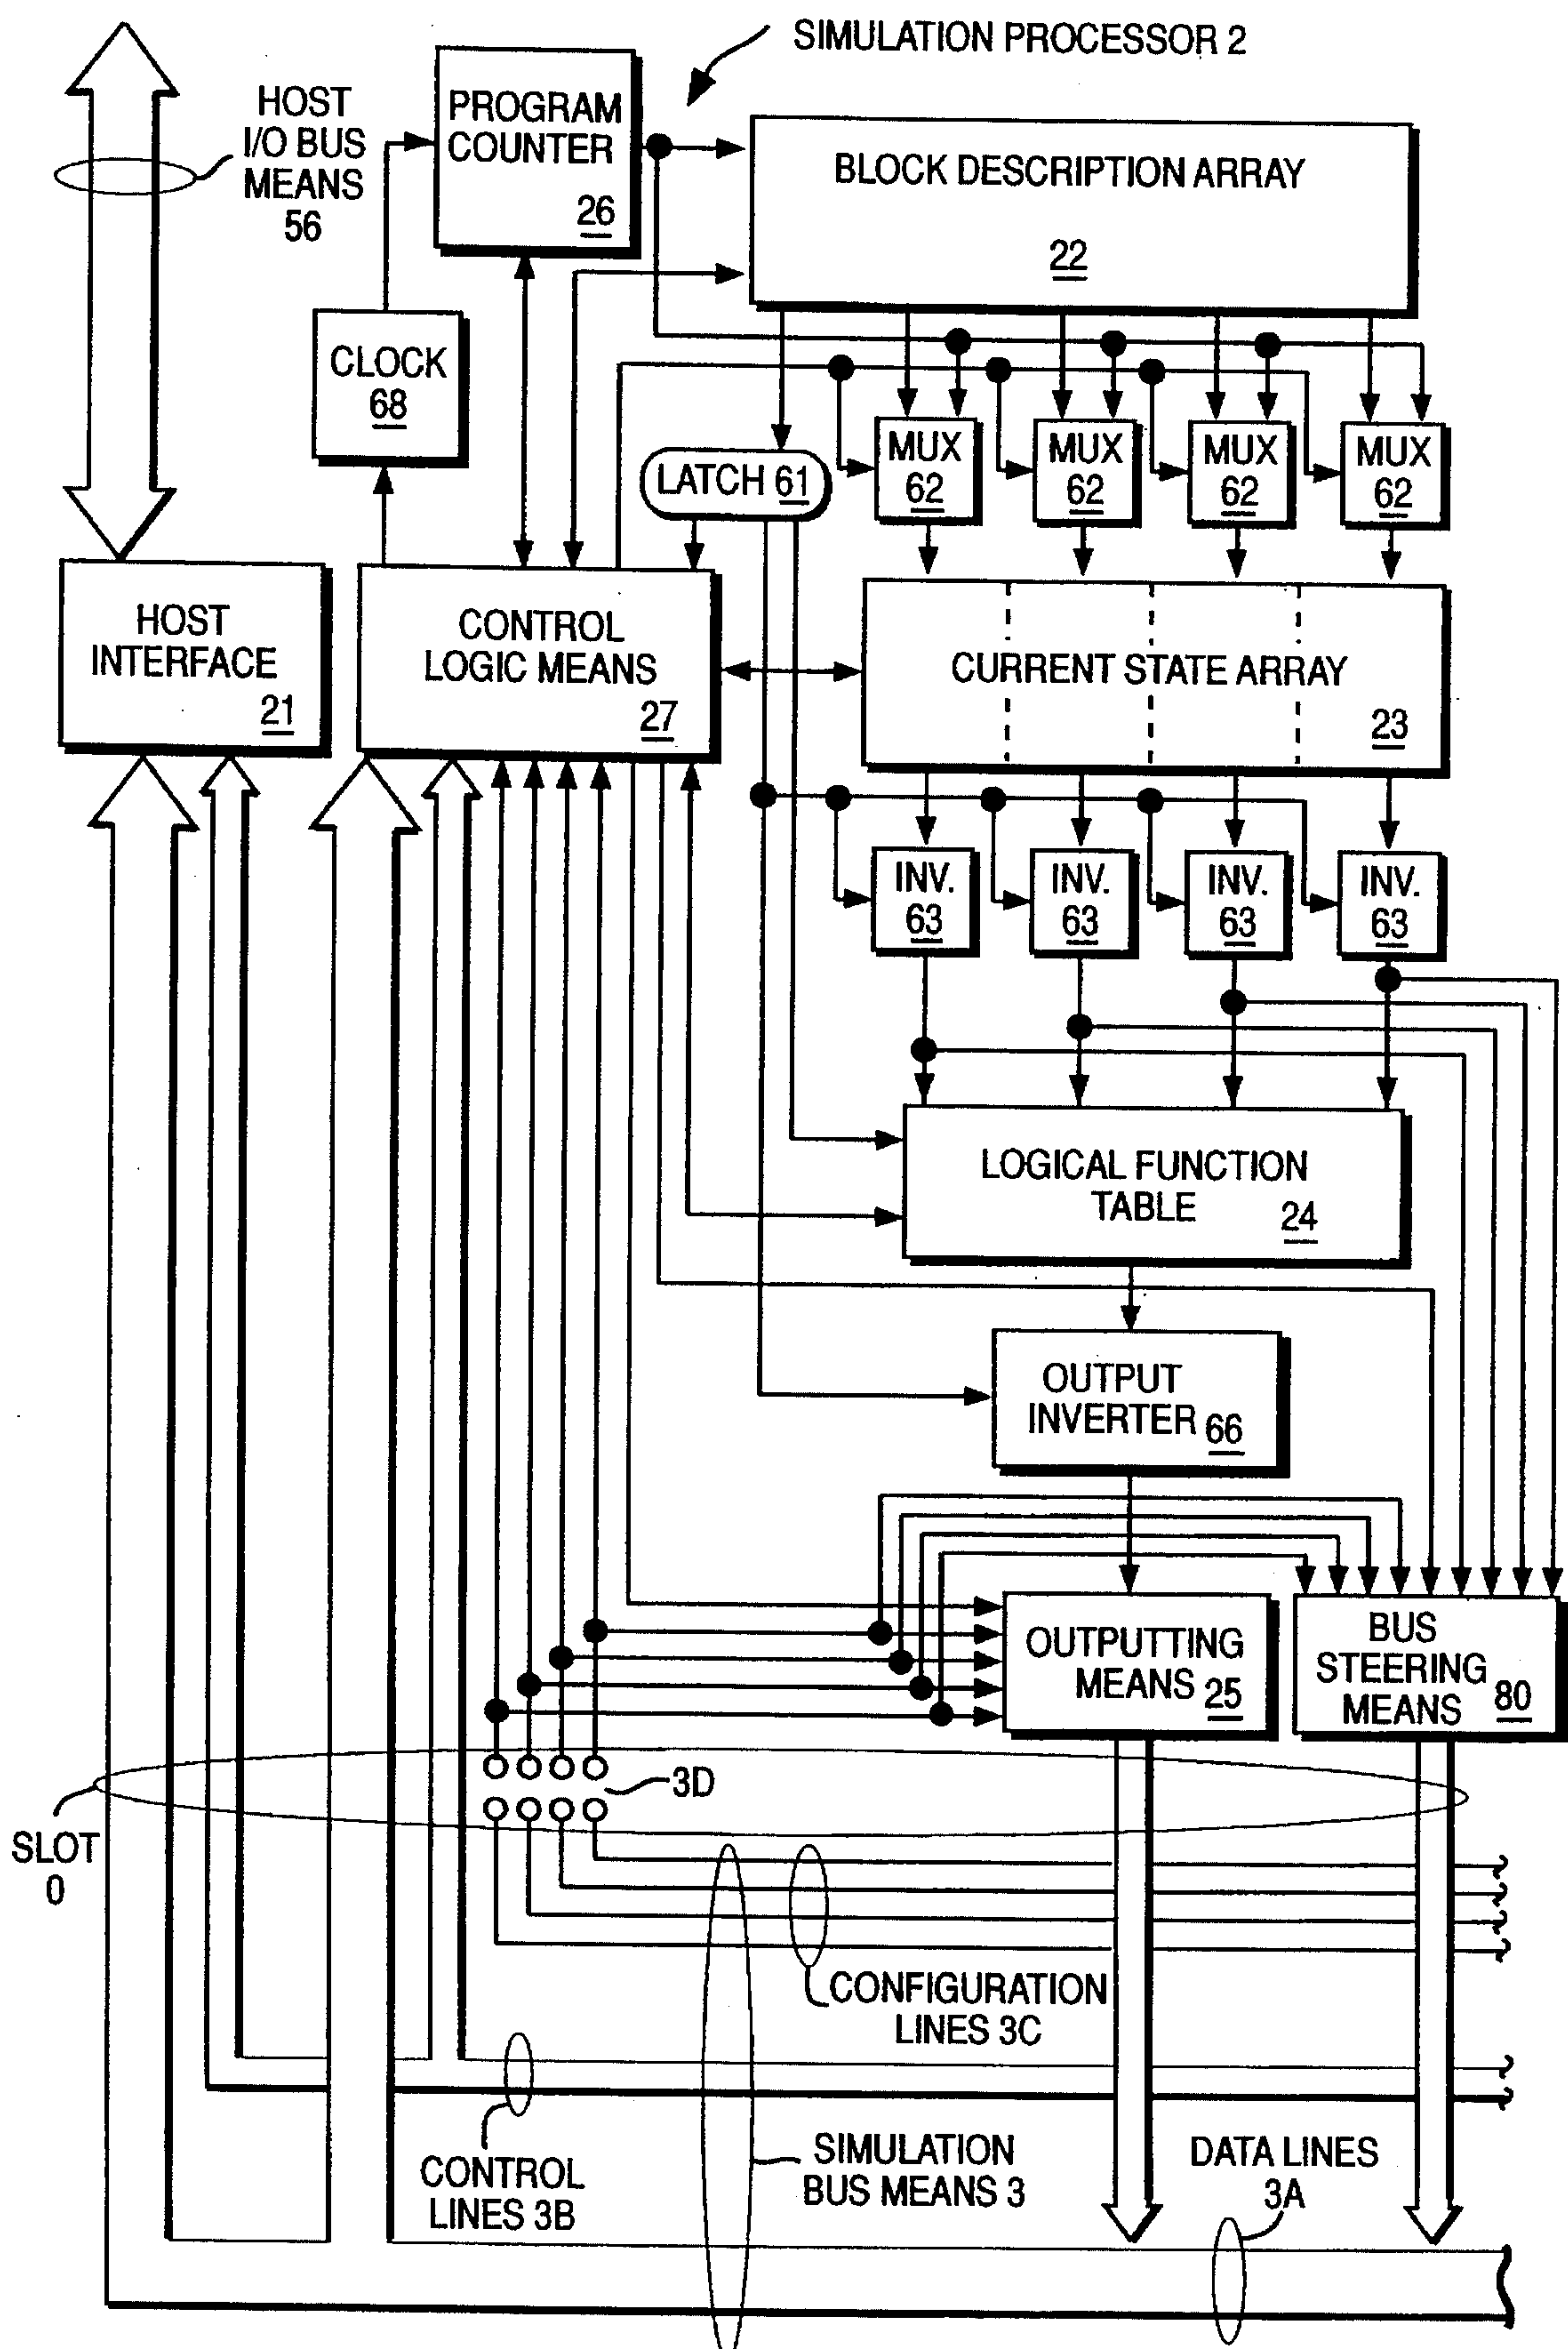 SIMULATION PROCESSOR 2
HOST
I/O BUS
MEANS
56
PROGRAM
COUNTER
26
BLOCK DESCRIPTION ARRAY
22
CLOCK
68
LATCH 61
MUX
62
MUX
62
MUX
62
MUX
62
HOST
INTERFACE
21
CONTROL
LOGIC MEANS
27
CURRENT STATE ARRAY
23
INV.
63
INV.
63
INV.
63
INV.
63
LOGICAL FUNCTION
TABLE 24
OUTPUT
INVERTER 66
OUTPUTTING
MEANS 25
BUS
STEERING
MEANS 80
3D
SLOT
0
CONFIGURATION
LINES 3C
CONTROL
LINES 3B
SIMULATION
BUS MEANS 3
DATA LINES
3A